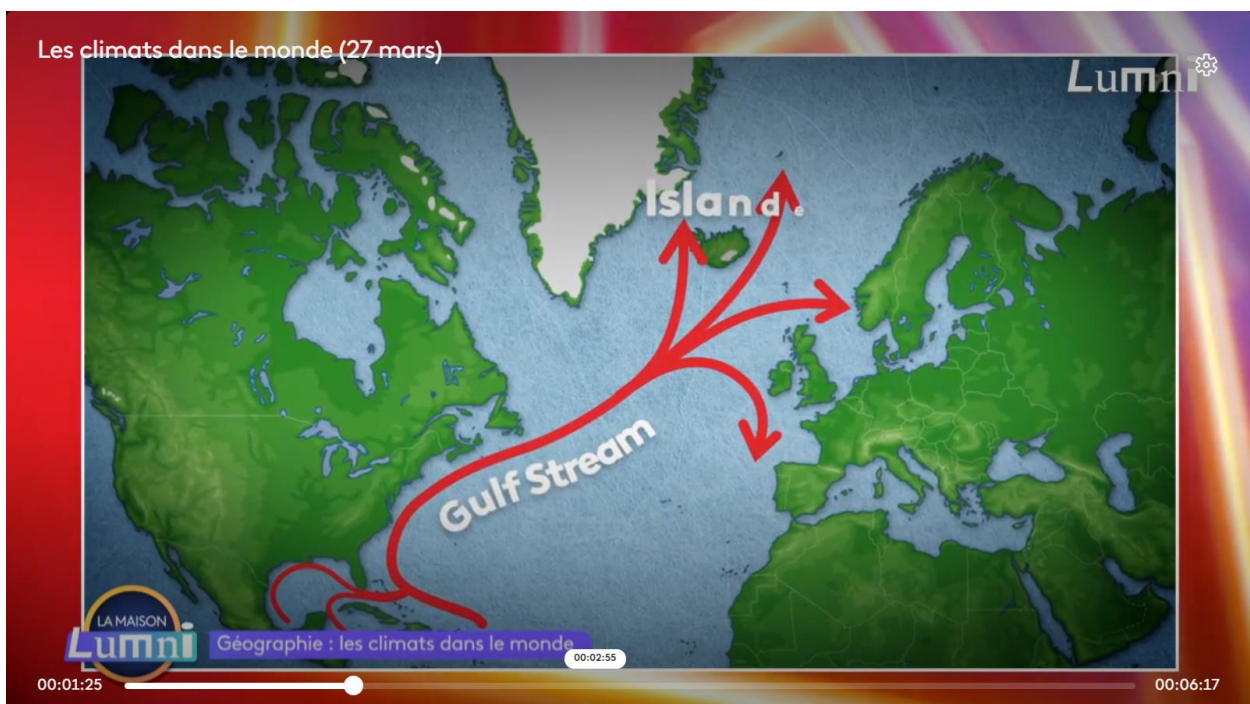 Les climats dans le monde (27 mars)
Lumni
Islande
Gulf Stream
LA MAISON
Lumni
Géographie : les climats dans le monde
00:02:55
00:01:25
00:06:17